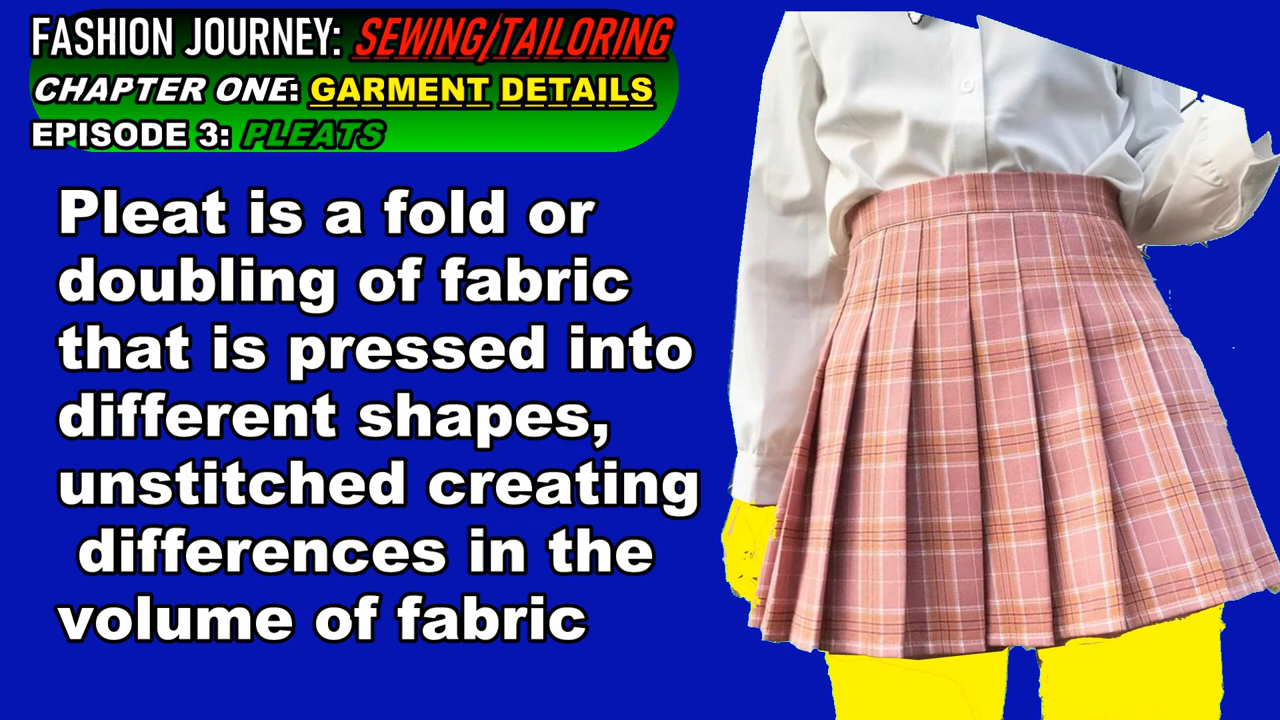 FASHION JOURNEY: SEWING/TAILORING
CHAPTER ONE: GARMENT DETAILS
EPISODE 3: PLEATS
Pleat is a fold or
doubling of fabric
that is pressed into
different shapes,
unstitched creating
differences in the
volume of fabric